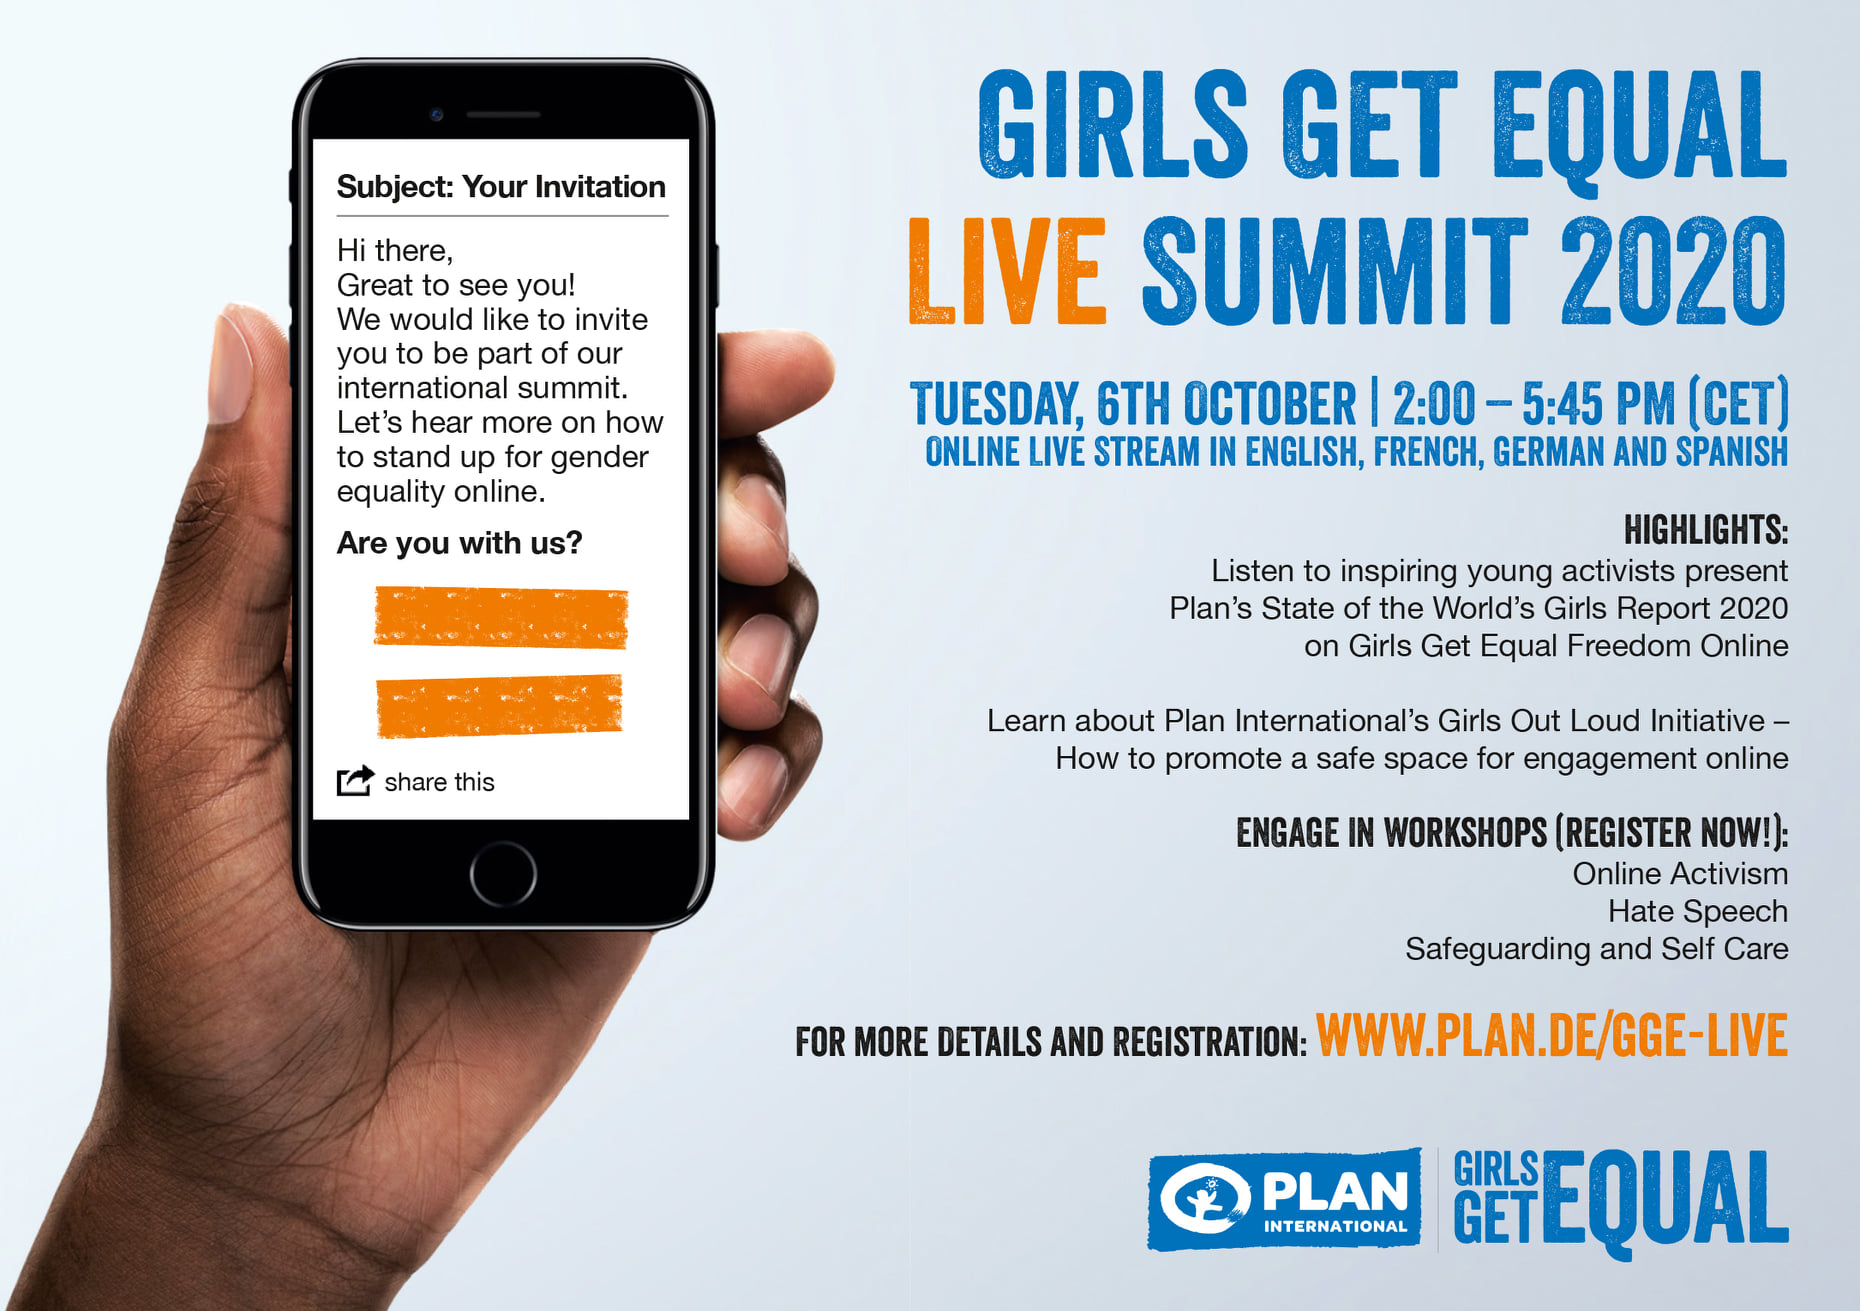 Subject: Your Invitation
Hi there,
Great to see you!
We would like to invite
you to be part of our
international summit.
Let’s hear more on how
to stand up for gender
equality online.
Are you with us?
share this
GIRLS GET EQUAL
LIVE SUMMIT 2020
TUESDAY, 6TH OCTOBER | 2:00 – 5:45 PM (CET)
ONLINE LIVE STREAM IN ENGLISH, FRENCH, GERMAN AND SPANISH
HIGHLIGHTS:
Listen to inspiring young activists present
Plan’s State of the World’s Girls Report 2020
on Girls Get Equal Freedom Online
Learn about Plan International’s Girls Out Loud Initiative –
How to promote a safe space for engagement online
ENGAGE IN WORKSHOPS (REGISTER NOW!):
Online Activism
Hate Speech
Safeguarding and Self Care
FOR MORE DETAILS AND REGISTRATION: WWW.PLAN.DE/GGE-LIVE
PLAN
INTERNATIONAL
GIRLS
GET EQUAL